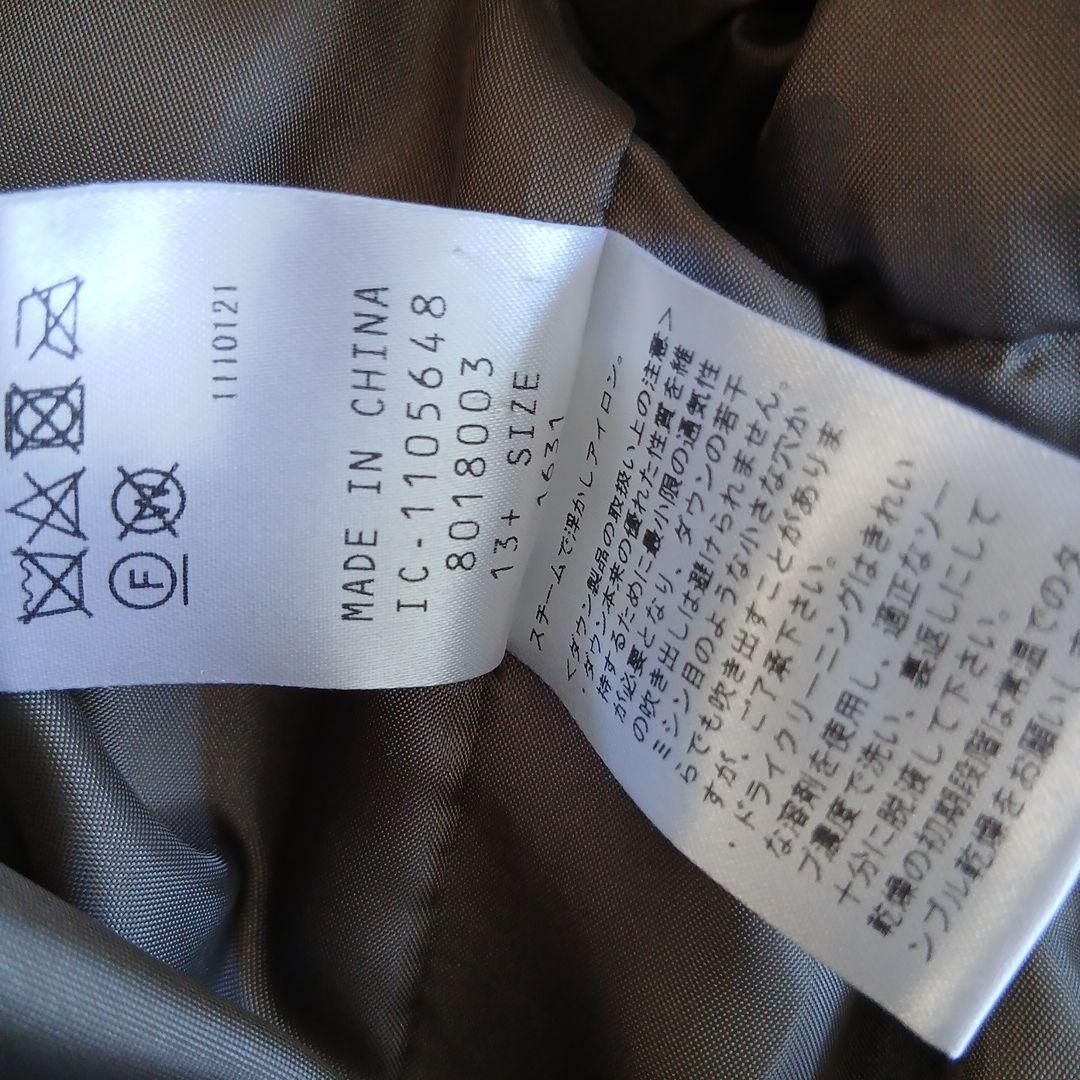 1110121
MADE IN CHINA
IC-1105648
8018003
13+ SIZE
スチームで浮かしアイロン。
<ダウン製品の取扱い上の注意>
・ダウン本来の優れた性質を維
持するために最小限の通気性
が必要となり、ダウンの若干
の吹き出しは避けられません。
ミシン目のような小さな穴か
らでも吹き出すことがありま
すが、ご了承下さい。
・ドライクリーニングはきれい
な溶剤を使用し、適正なソー
プ濃度で洗い、裏返しにして
十分に脱液して下さい。
乾燥の初期段階は常温でのタ
ンブル乾燥をお願いし
F
W